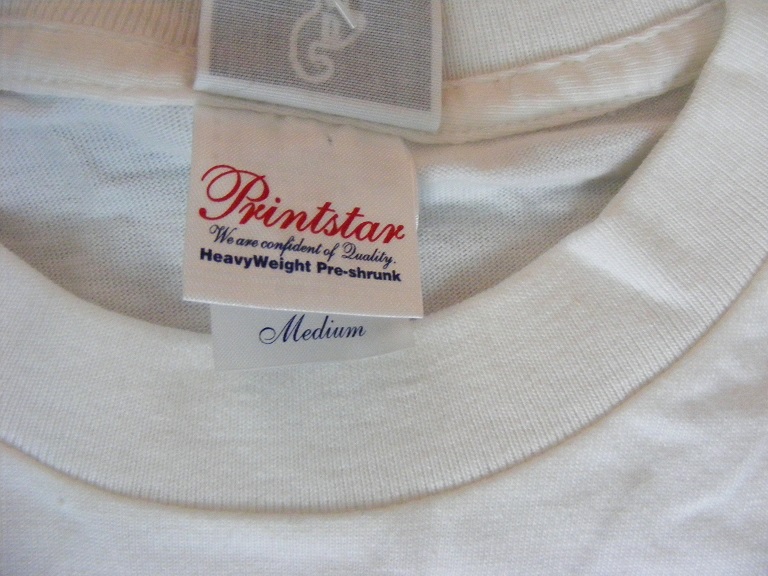 Printstar
We are confident of Quality.
HeavyWeight Pre-shrunk
Medium